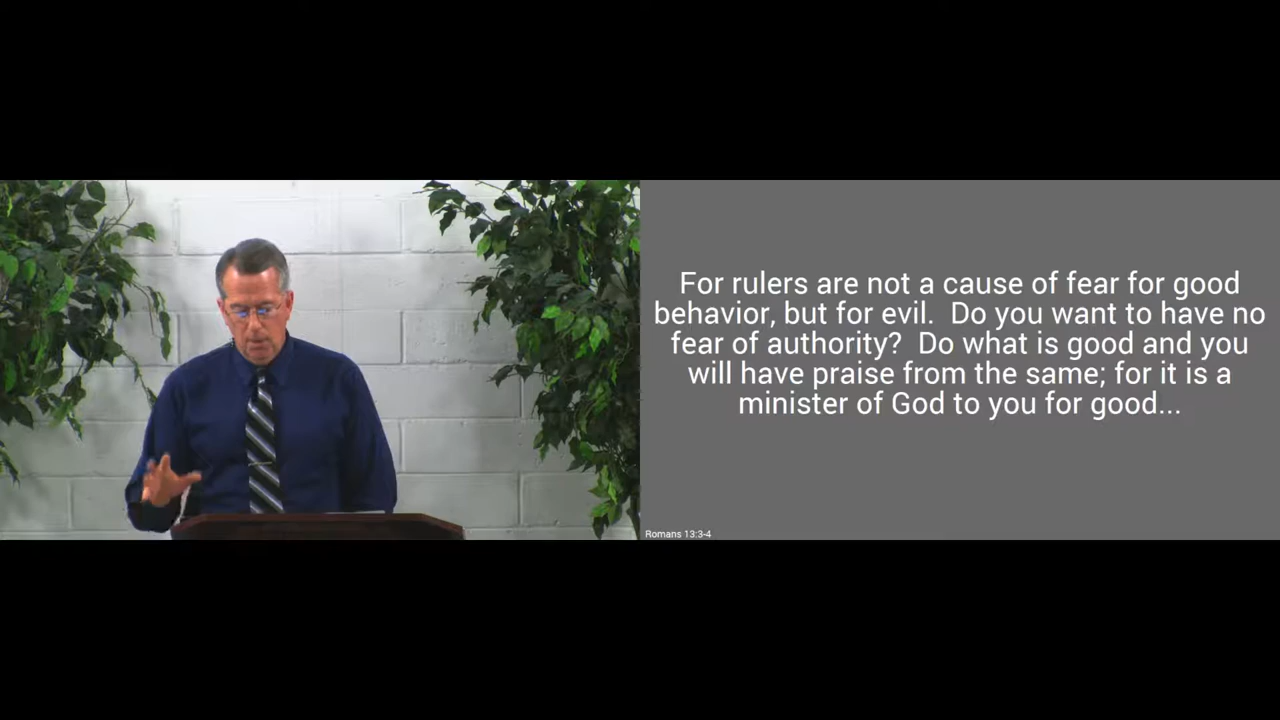 For rulers are not a cause of fear for good
behavior, but for evil.  Do you want to have no
fear of authority?  Do what is good and you
will have praise from the same; for it is a
minister of God to you for good...
Romans 13:3-4